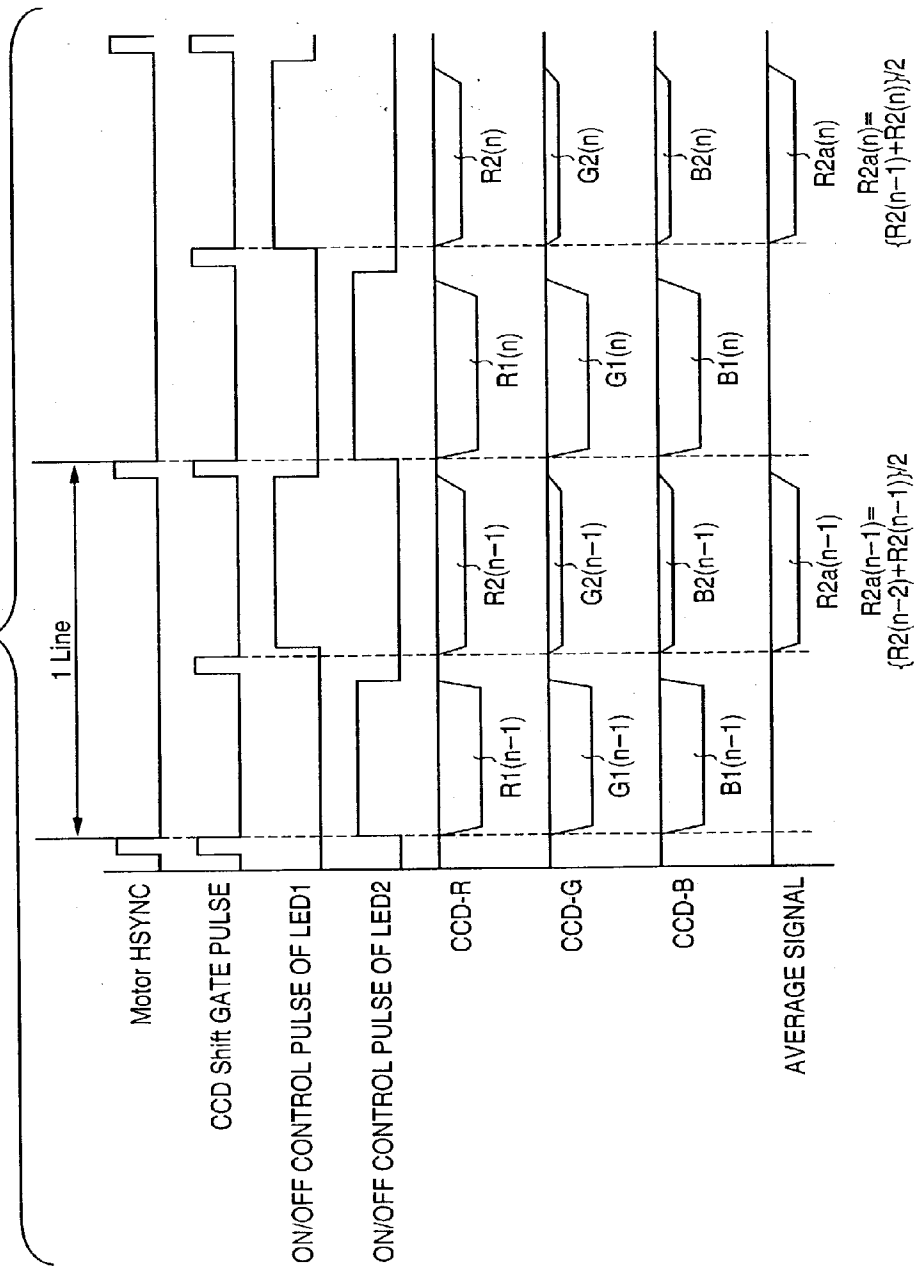 1 Line
Motor HSYNC
CCD Shift GATE PULSE
ON/OFF CONTROL PULSE OF LED1
ON/OFF CONTROL PULSE OF LED2
CCD-R
R1(n−1)
R2(n−1)
R1(n)
R2(n)
CCD-G
G1(n−1)
G2(n−1)
G1(n)
G2(n)
CCD-B
B1(n−1)
B2(n−1)
B1(n)
B2(n)
AVERAGE SIGNAL
R2a(n−1)
R2a(n)
R2a(n−1)=
{R2(n−2)+R2(n−1)}/2
R2a(n)=
{R2(n−1)+R2(n)}/2